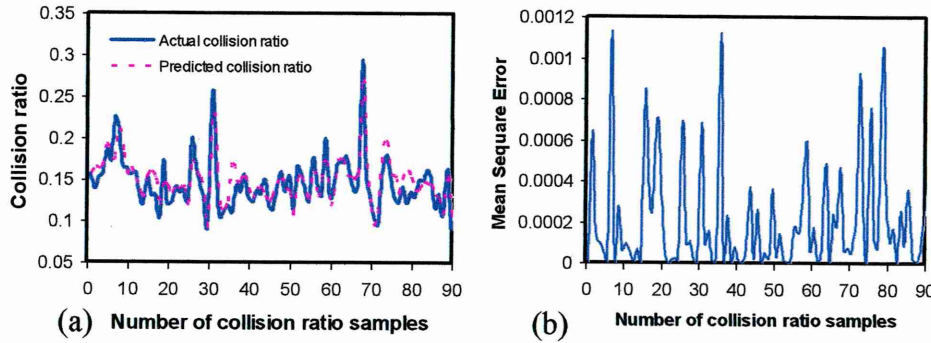 0.35
0.3
0.25
0.2
0.15
0.1
0.05
Collision ratio
Actual collision ratio
Predicted collision ratio
0 10 20 30 40 50 60 70 80 90
(a) Number of collision ratio samples
0.0012
0.001
0.0008
0.0006
0.0004
0.0002
0
Mean Sequare Error
0 10 20 30 40 50 60 70 80 90
(b) Number of collision ratio samples